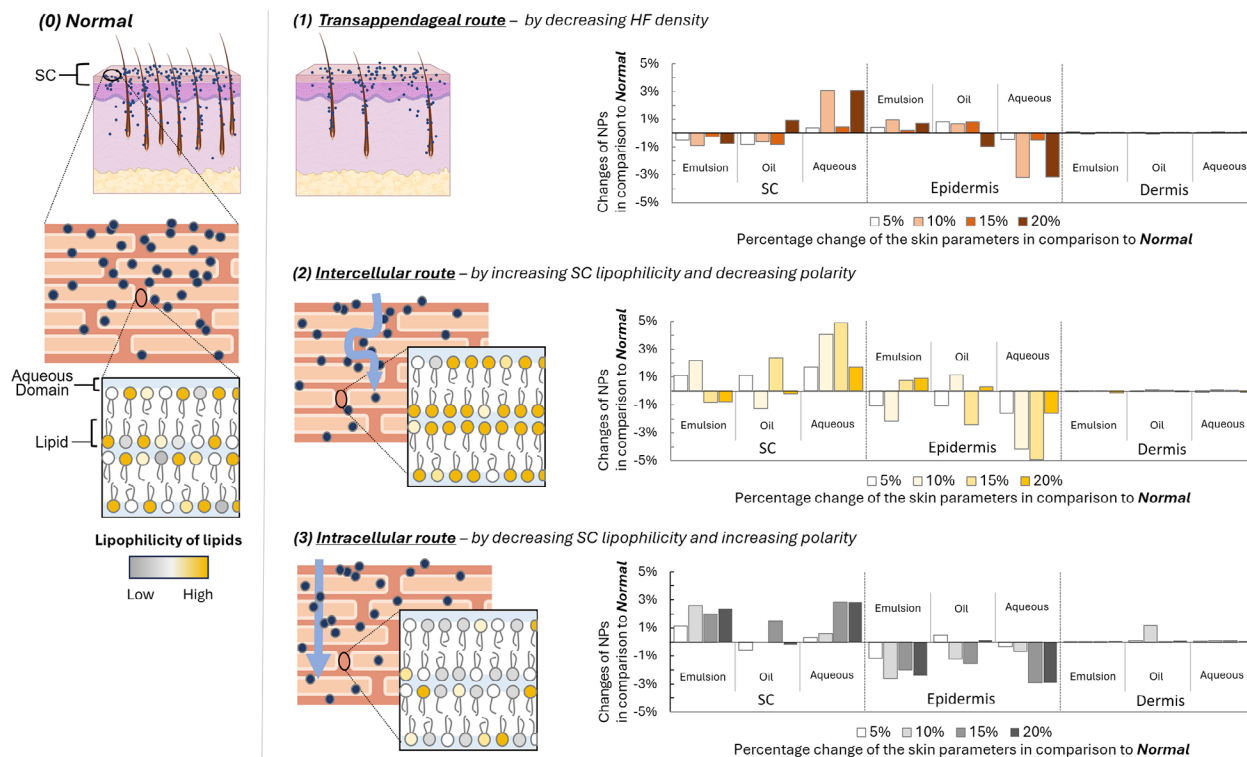 (0) Normal
SC
Aqueous
Domain
Lipid
Lipophilicity of lipids
Low High
(1) Transappendageal route – by decreasing HF density
Changes of NPs
in comparison to Normal
5%
3%
1%
-1%
-3%
-5%
Emulsion Oil Aqueous
Emulsion Oil Aqueous
Emulsion Oil Aqueous
SC Epidermis Dermis
5% 10% 15% 20%
Percentage change of the skin parameters in comparison to Normal
(2) Intercellular route – by increasing SC lipophilicity and decreasing polarity
Changes of NPs
in comparison to Normal
5%
3%
1%
-1%
-3%
-5%
Emulsion Oil Aqueous
Emulsion Oil Aqueous
Emulsion Oil Aqueous
SC Epidermis Dermis
5% 10% 15% 20%
Percentage change of the skin parameters in comparison to Normal
(3) Intracellular route – by decreasing SC lipophilicity and increasing polarity
Changes of NPs
in comparison to Normal
5%
3%
1%
-1%
-3%
-5%
Emulsion Oil Aqueous
Emulsion Oil Aqueous
Emulsion Oil Aqueous
SC Epidermis Dermis
5% 10% 15% 20%
Percentage change of the skin parameters in comparison to Normal